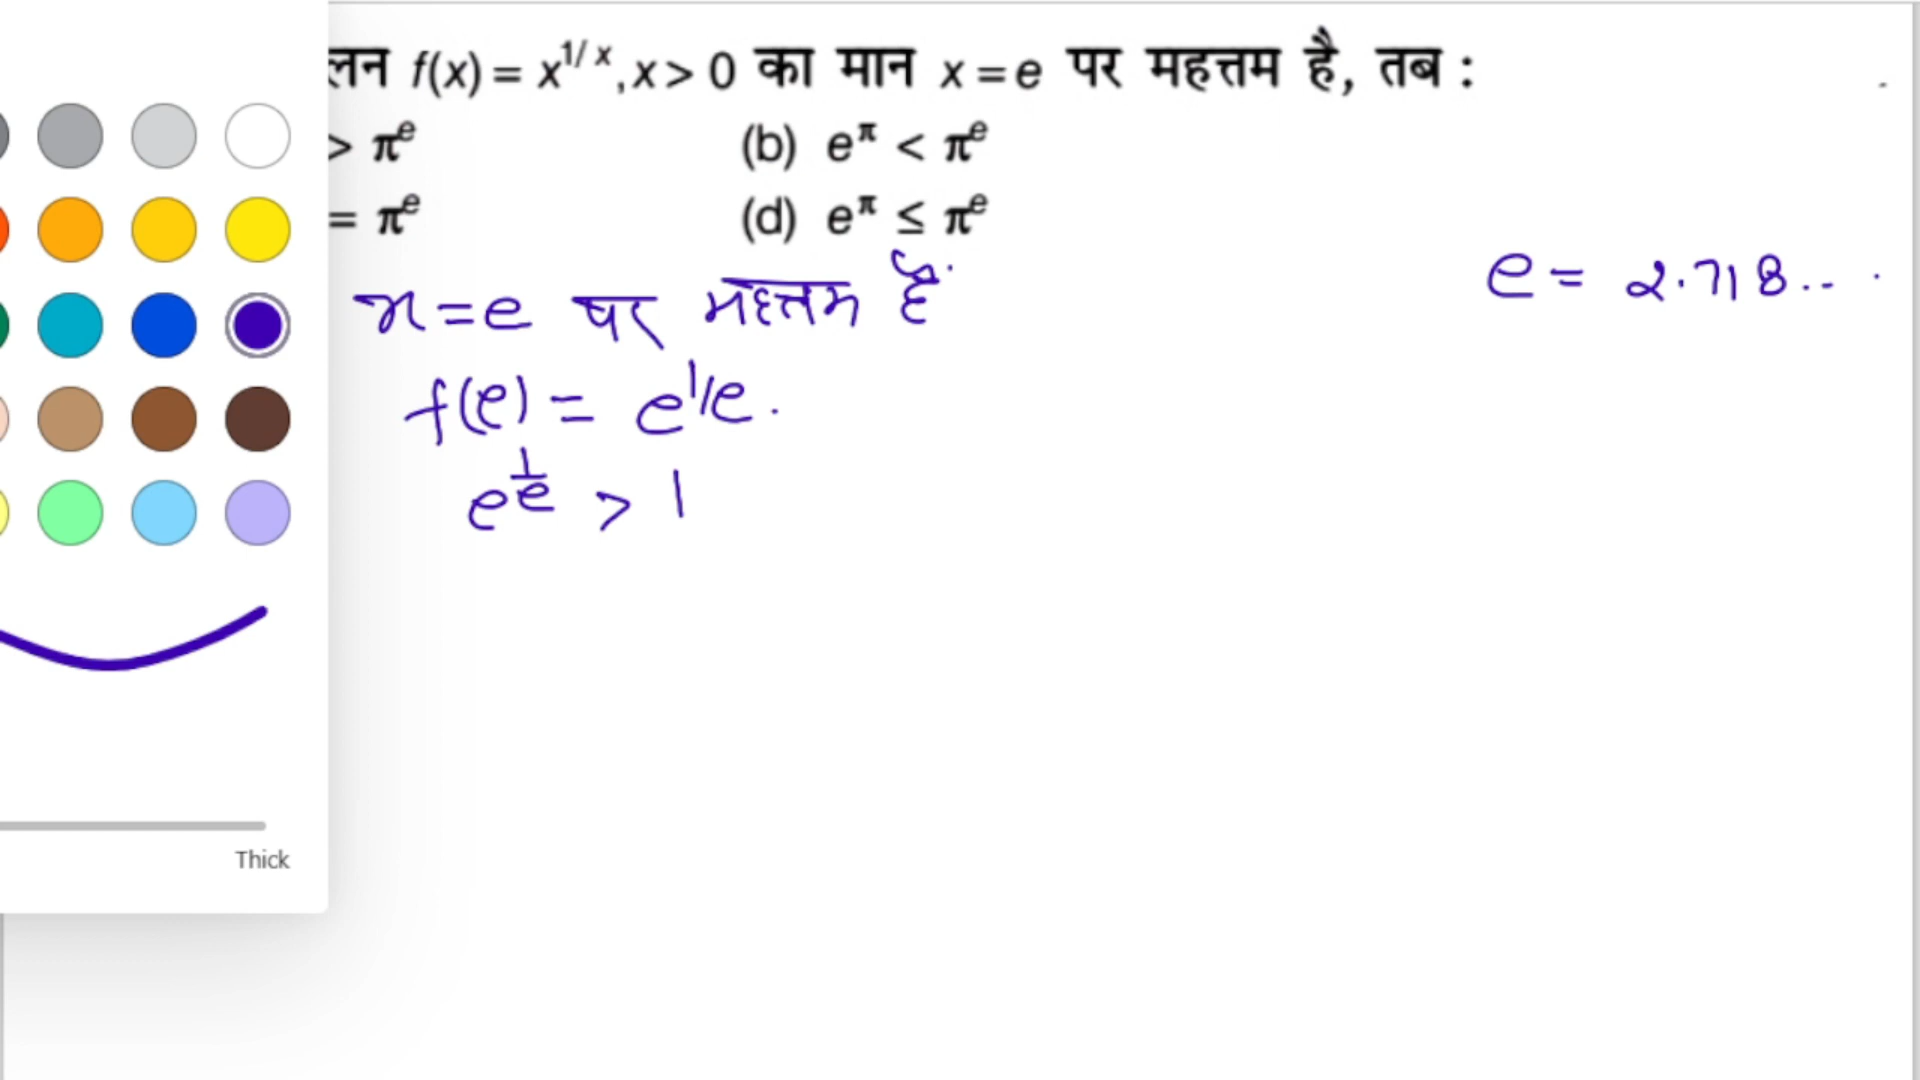 लन f(x) = x^{1/x}, x > 0 का मान x = e पर महत्तम है, तब :
> π^e (b) e^π < π^e
= π^e (d) e^π ≤ π^e
e = 2.718... .
x = e पर महत्तम है.
f(e) = e^{1/e}.
e^{1/e} > 1
Thick